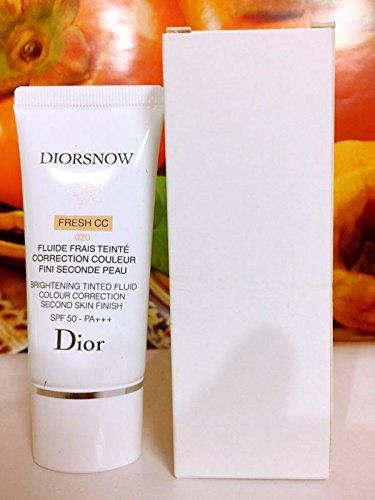 DIORSNOW
FRESH CC
020
FLUIDE FRAIS TEINTÉ
CORRECTION COULEUR
FINI SECONDE PEAU
BRIGHTENING TINTED FLUID
COLOUR CORRECTION
SECOND SKIN FINISH
SPF 50 - PA+++
Dior